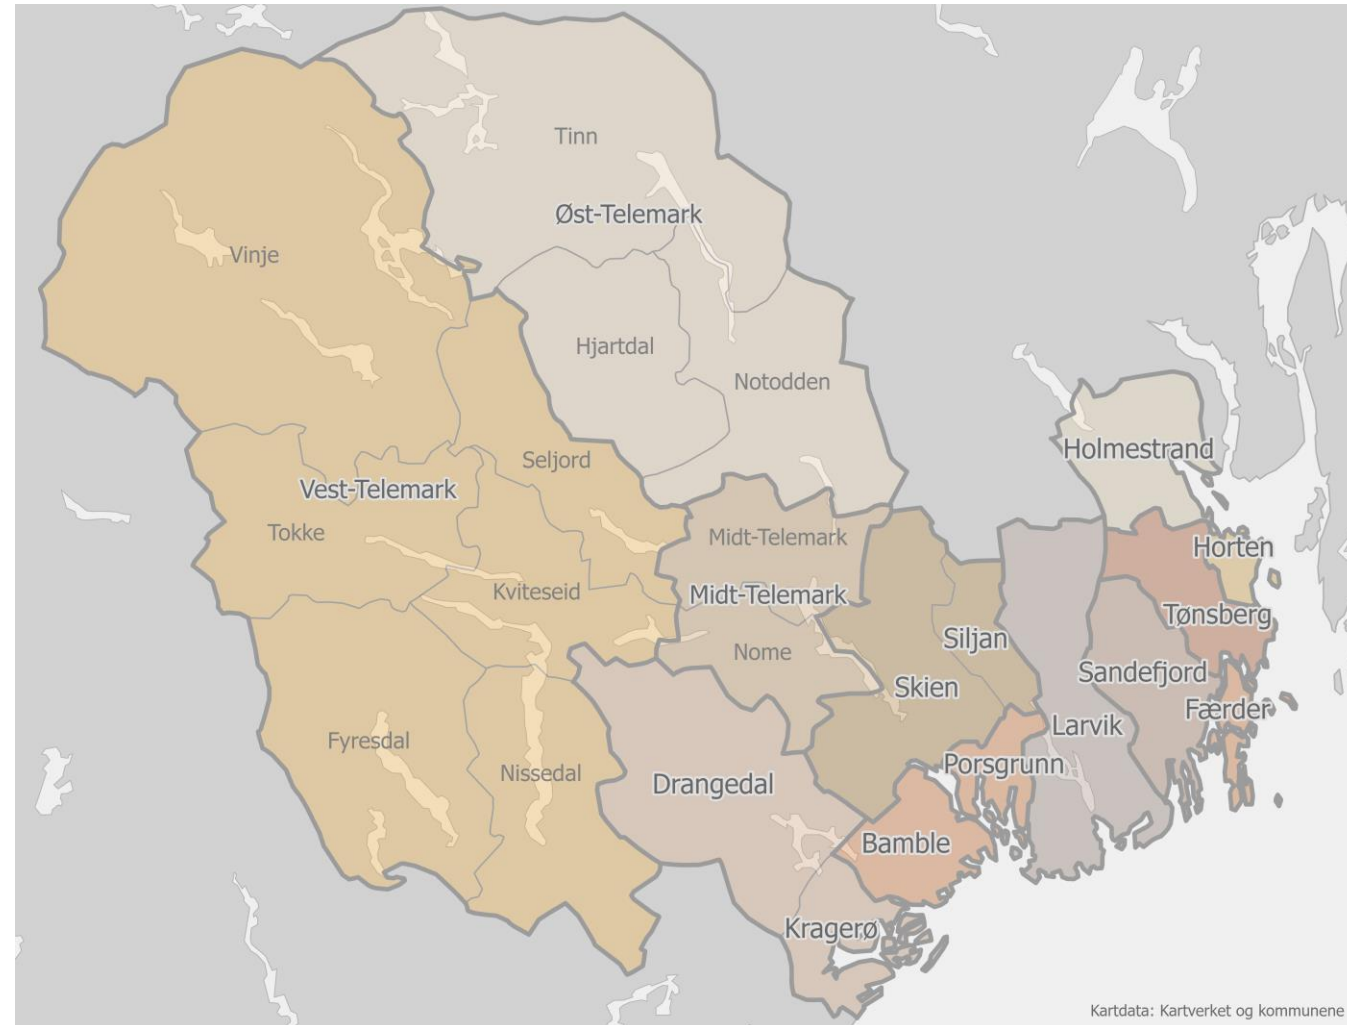 Tinn
Øst-Telemark
Vinje
Hjartdal
Notodden
Holmestrand
Seljord
Vest-Telemark
Tokke
Midt-Telemark
Horten
Kviteseid
Midt-Telemark
Tønsberg
Siljan
Nome
Sandefjord
Skien
Færder
Larvik
Fyresdal
Porsgrunn
Nissedal
Drangedal
Bamble
Kragerø
Kartdata: Kartverket og kommunene